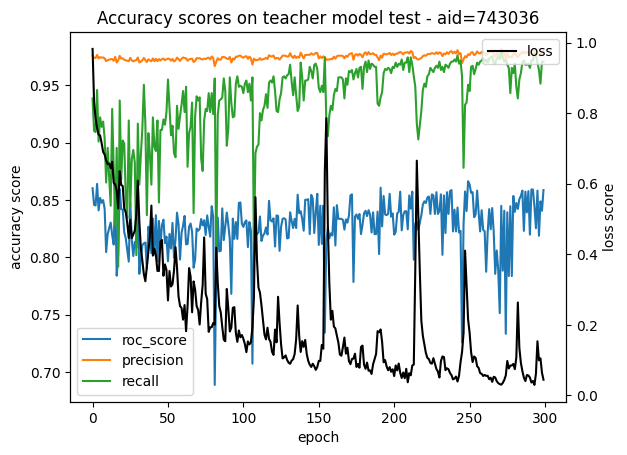 Accuracy scores on teacher model test - aid=743036
loss
accuracy score
0.95
0.90
0.85
0.80
0.75
0.70
1.0
0.8
0.6
0.4
0.2
0.0
loss score
roc_score
precision
recall
0
50
100
150
200
250
300
epoch